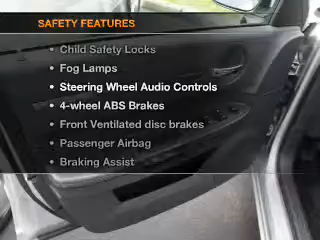 SAFETY FEATURES
• Child Safety Locks
• Fog Lamps
• Steering Wheel Audio Controls
• 4-wheel ABS Brakes
• Front Ventilated disc brakes
• Passenger Airbag
• Braking Assist